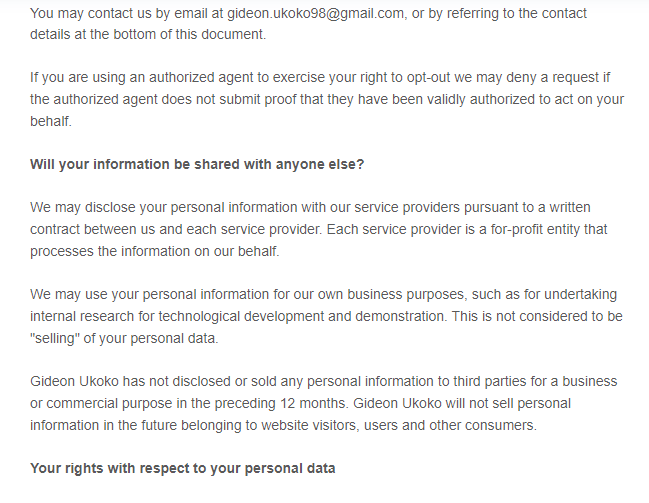 You may contact us by email at gideon.ukoko98@gmail.com, or by referring to the contact
details at the bottom of this document.
If you are using an authorized agent to exercise your right to opt-out we may deny a request if
the authorized agent does not submit proof that they have been validly authorized to act on your
behalf.
Will your information be shared with anyone else?
We may disclose your personal information with our service providers pursuant to a written
contract between us and each service provider. Each service provider is a for-profit entity that
processes the information on our behalf.
We may use your personal information for our own business purposes, such as for undertaking
internal research for technological development and demonstration. This is not considered to be
"selling" of your personal data.
Gideon Ukoko has not disclosed or sold any personal information to third parties for a business
or commercial purpose in the preceding 12 months. Gideon Ukoko will not sell personal
information in the future belonging to website visitors, users and other consumers.
Your rights with respect to your personal data